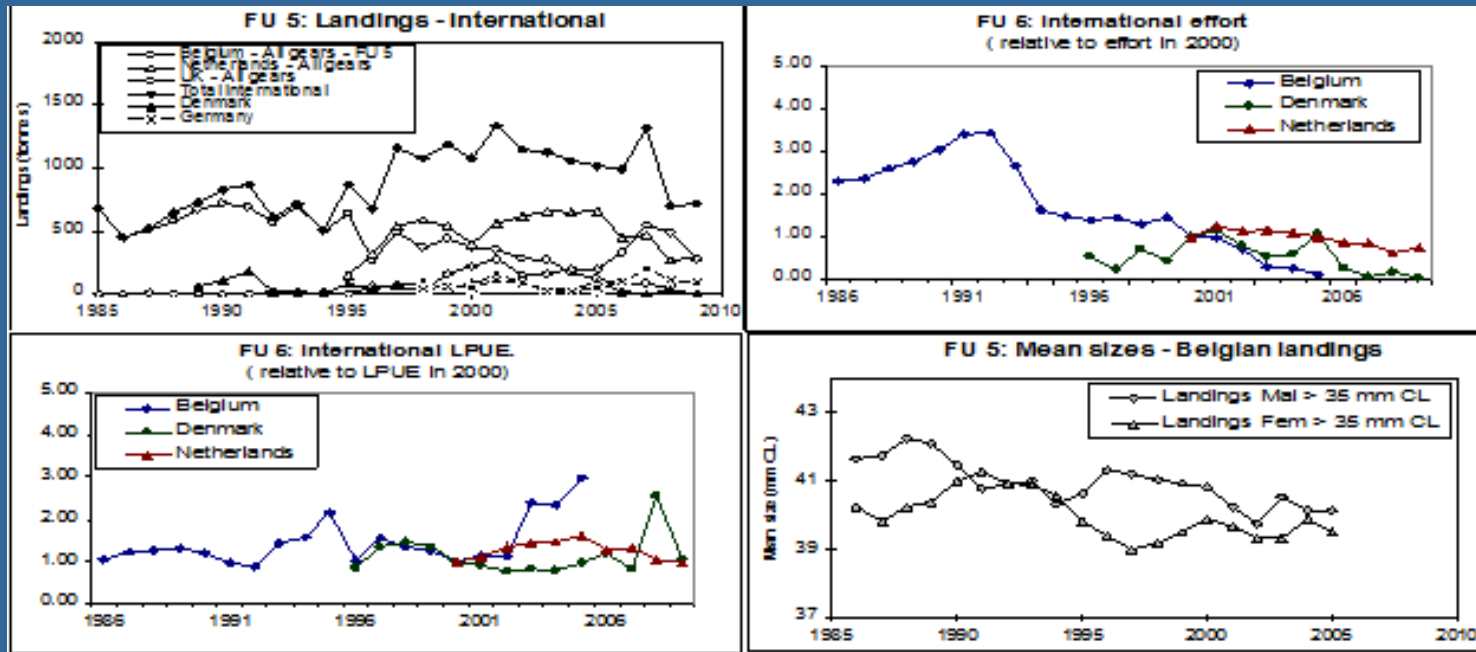 FU 5: Landings - International
2000
1500
1000
500
0
Landings (tonnes)
Belgium - All gears - FU 5
Netherlands - All gears
UK - All gears
Total International
Denmark
Germany
1985 1990 1995 2000 2005 2010
FU 6: International effort
( relative to effort in 2000)
5.00
4.00
3.00
2.00
1.00
0.00
Belgium
Denmark
Netherlands
1986 1991 1996 2001 2006
FU 6: International LPUE.
( relative to LPUE in 2000)
5.00
4.00
3.00
2.00
1.00
0.00
Belgium
Denmark
Netherlands
1986 1991 1996 2001 2006
FU 5: Mean sizes - Belgian landings
43
41
39
37
Mean size (mm CL)
Landings Mal > 35 mm CL
Landings Fem > 35 mm CL
1985 1990 1995 2000 2005 2010